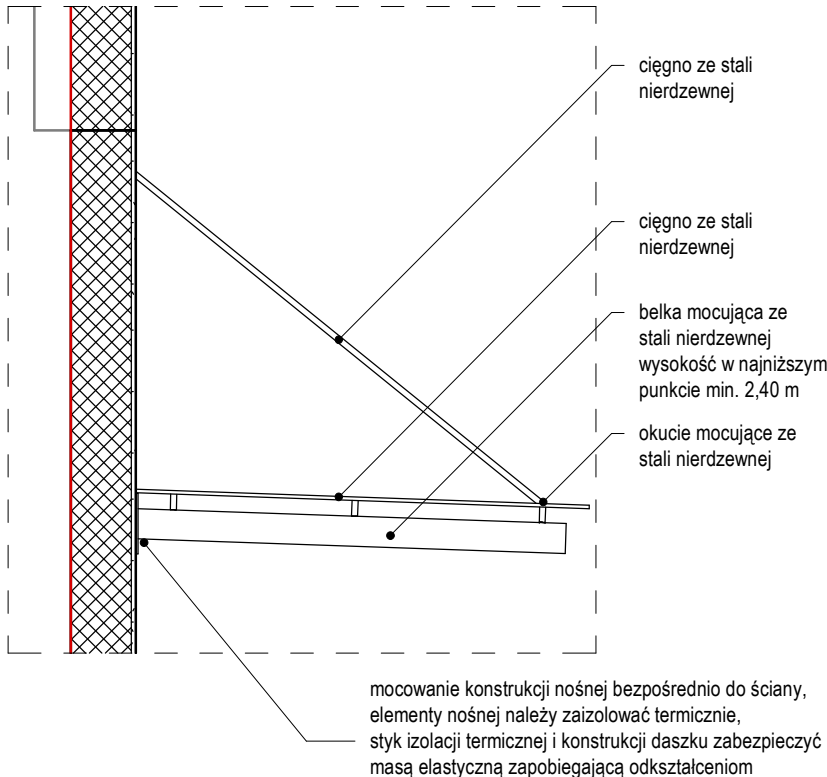 cięgno ze stali
nierdzewnej
cięgno ze stali
nierdzewnej
belka mocująca ze
stali nierdzewnej
wysokość w najniższym
punkcie min. 2,40 m
okucie mocujące ze
stali nierdzewnej
mocowanie konstrukcji nośnej bezpośrednio do ściany,
elementy nośnej należy zaizolować termicznie,
styk izolacji termicznej i konstrukcji daszku zabezpieczyć
masą elastyczną zapobiegającą odkształceniom